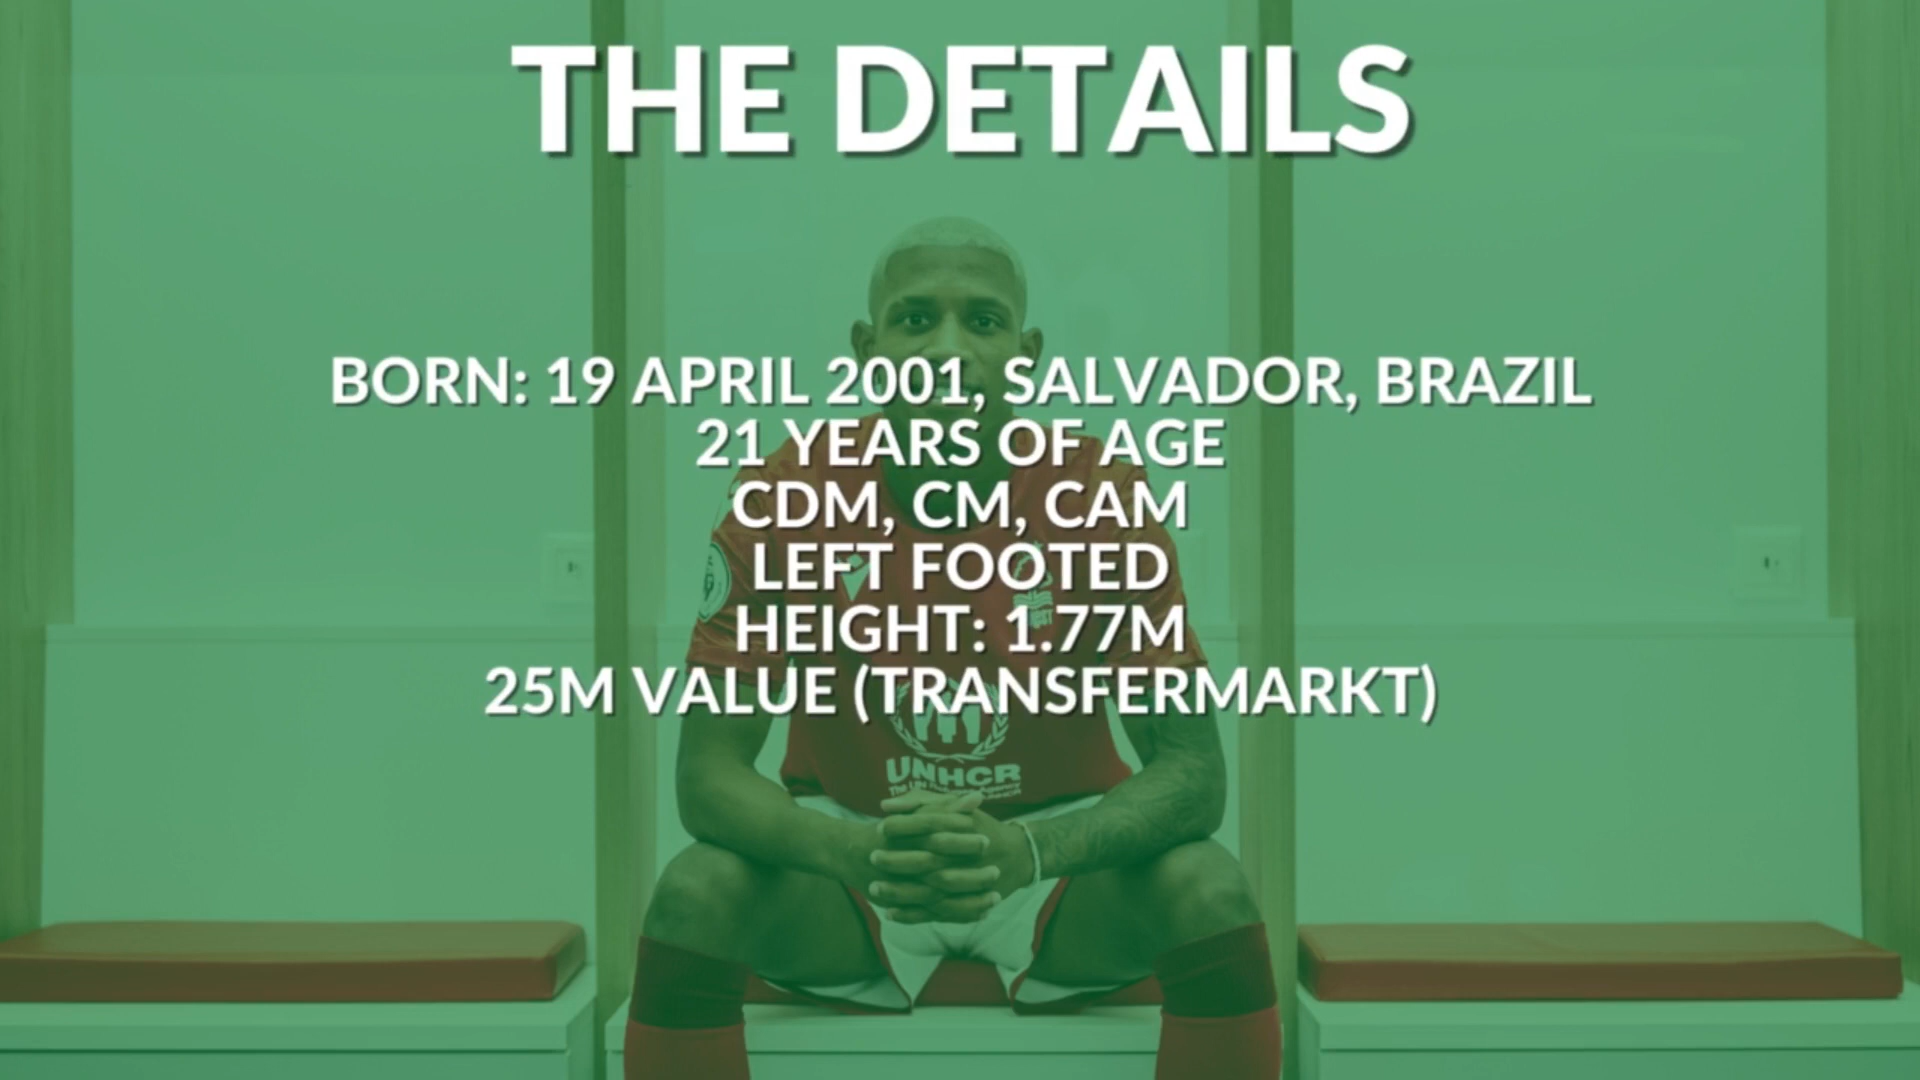 THE DETAILS
BORN: 19 APRIL 2001, SALVADOR, BRAZIL
21 YEARS OF AGE
CDM, CM, CAM
LEFT FOOTED
HEIGHT: 1.77M
25M VALUE (TRANSFERMARKT)
UNHCR